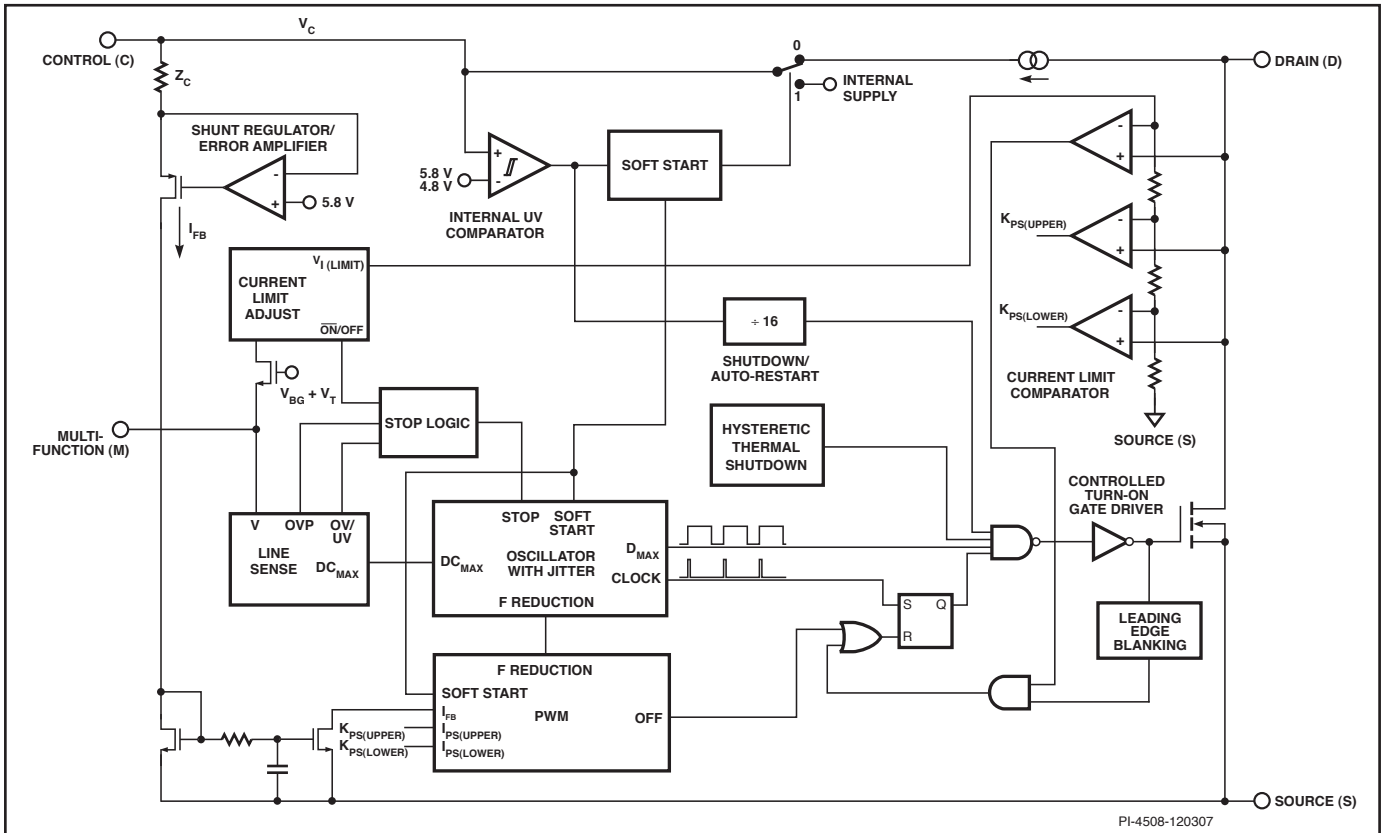 V_C
CONTROL (C)
Z_C
0
1
INTERNAL
SUPPLY
DRAIN (D)
SHUNT REGULATOR/
ERROR AMPLIFIER
-
+
5.8 V
I_FB
+
-
5.8 V
4.8 V
INTERNAL UV
COMPARATOR
SOFT START
-
+
K_PS(UPPER)
-
+
K_PS(LOWER)
-
+
CURRENT LIMIT
COMPARATOR
SOURCE (S)
V_I (LIMIT)
CURRENT
LIMIT
ADJUST
ON/OFF
V_BG + V_T
÷ 16
SHUTDOWN/
AUTO-RESTART
STOP LOGIC
MULTI-
FUNCTION (M)
HYSTERETIC
THERMAL
SHUTDOWN
CONTROLLED
TURN-ON
GATE DRIVER
V
OVP
OV/
UV
LINE
SENSE
DC_MAX
STOP
SOFT
START
DC_MAX
OSCILLATOR
WITH JITTER
D_MAX
CLOCK
F REDUCTION
S
Q
R
LEADING
EDGE
BLANKING
F REDUCTION
SOFT START
I_FB
PWM
OFF
K_PS(UPPER)
I_PS(UPPER)
K_PS(LOWER)
I_PS(LOWER)
SOURCE (S)
PI-4508-120307